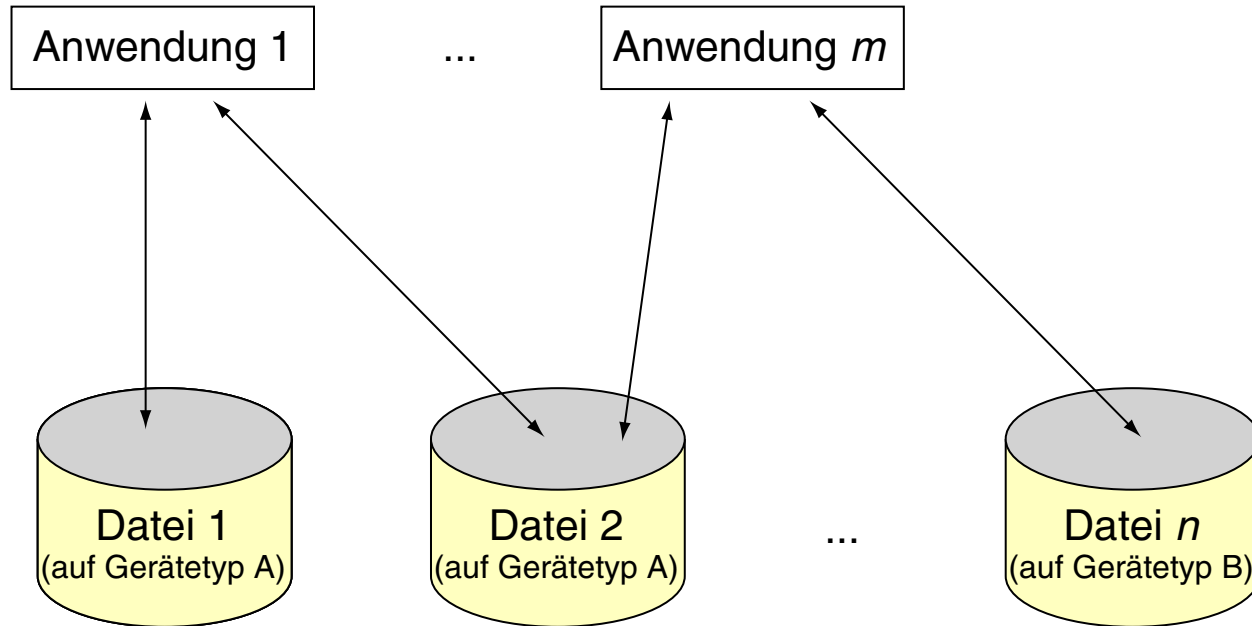 Anwendung 1
...
Anwendung m
Datei 1
(auf Gerätetyp A)
Datei 2
(auf Gerätetyp A)
...
Datei n
(auf Gerätetyp B)